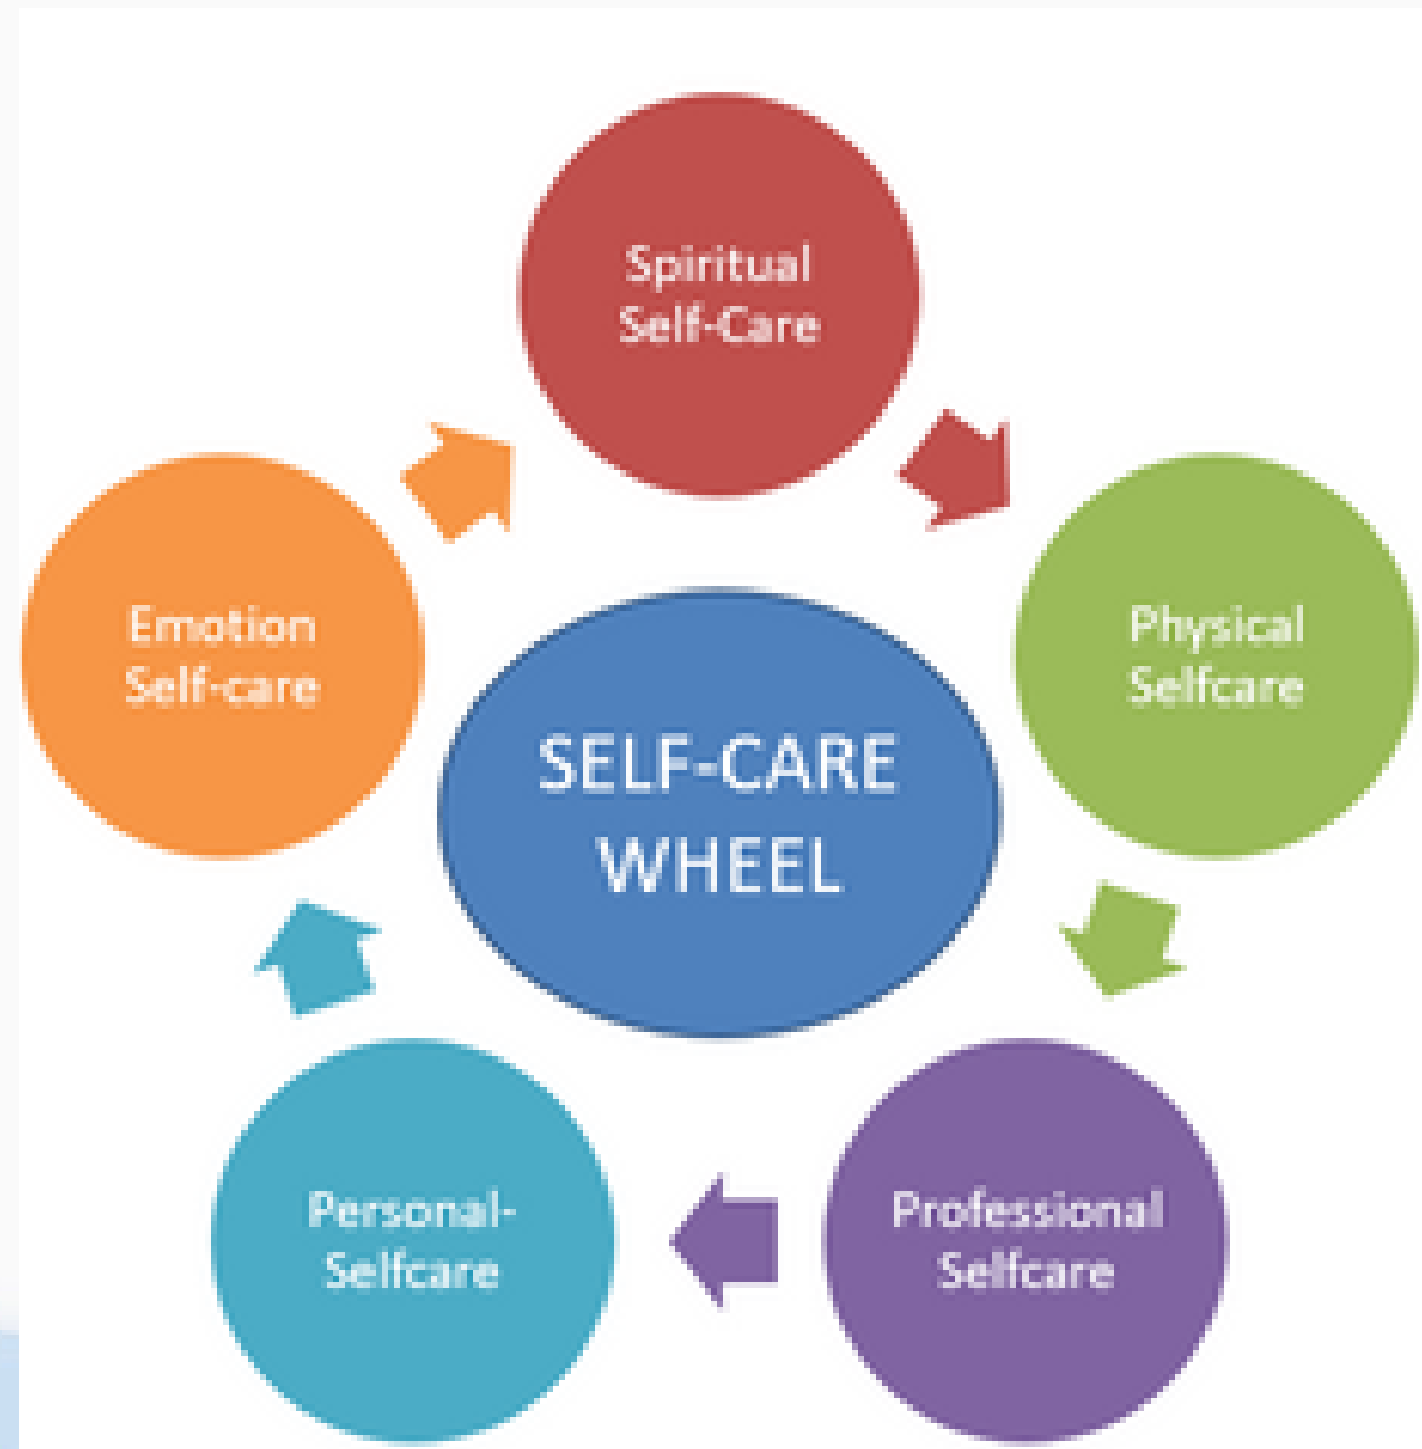 Spiritual
Self-Care
Physical
Selfcare
Professional
Selfcare
Personal-
Selfcare
Emotion
Self-care
SELF-CARE
WHEEL